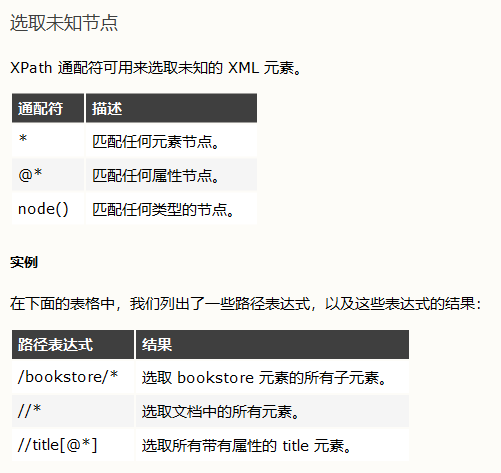 选取未知节点
XPath 通配符可用来选取未知的 XML 元素。
通配符 描述
* 匹配任何元素节点。
@* 匹配任何属性节点。
node() 匹配任何类型的节点。
实例
在下面的表格中，我们列出了一些路径表达式，以及这些表达式的结果：
路径表达式 结果
/bookstore/* 选取 bookstore 元素的所有子元素。
//* 选取文档中的所有元素。
//title[@*] 选取所有带有属性的 title 元素。